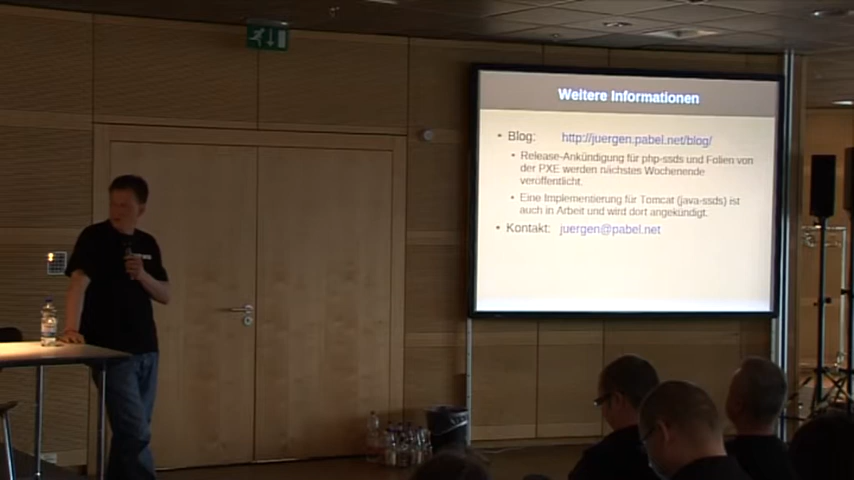 Weitere Informationen
• Blog: http://juergen.pabel.net/blog/
• Release-Ankündigung für php-ssds und Folien von
der PXE werden nächstes Wochenende
veröffentlicht.
• Eine Implementierung für Tomcat (java-ssds) ist
auch in Arbeit und wird dort angekündigt.
• Kontakt: juergen@pabel.net